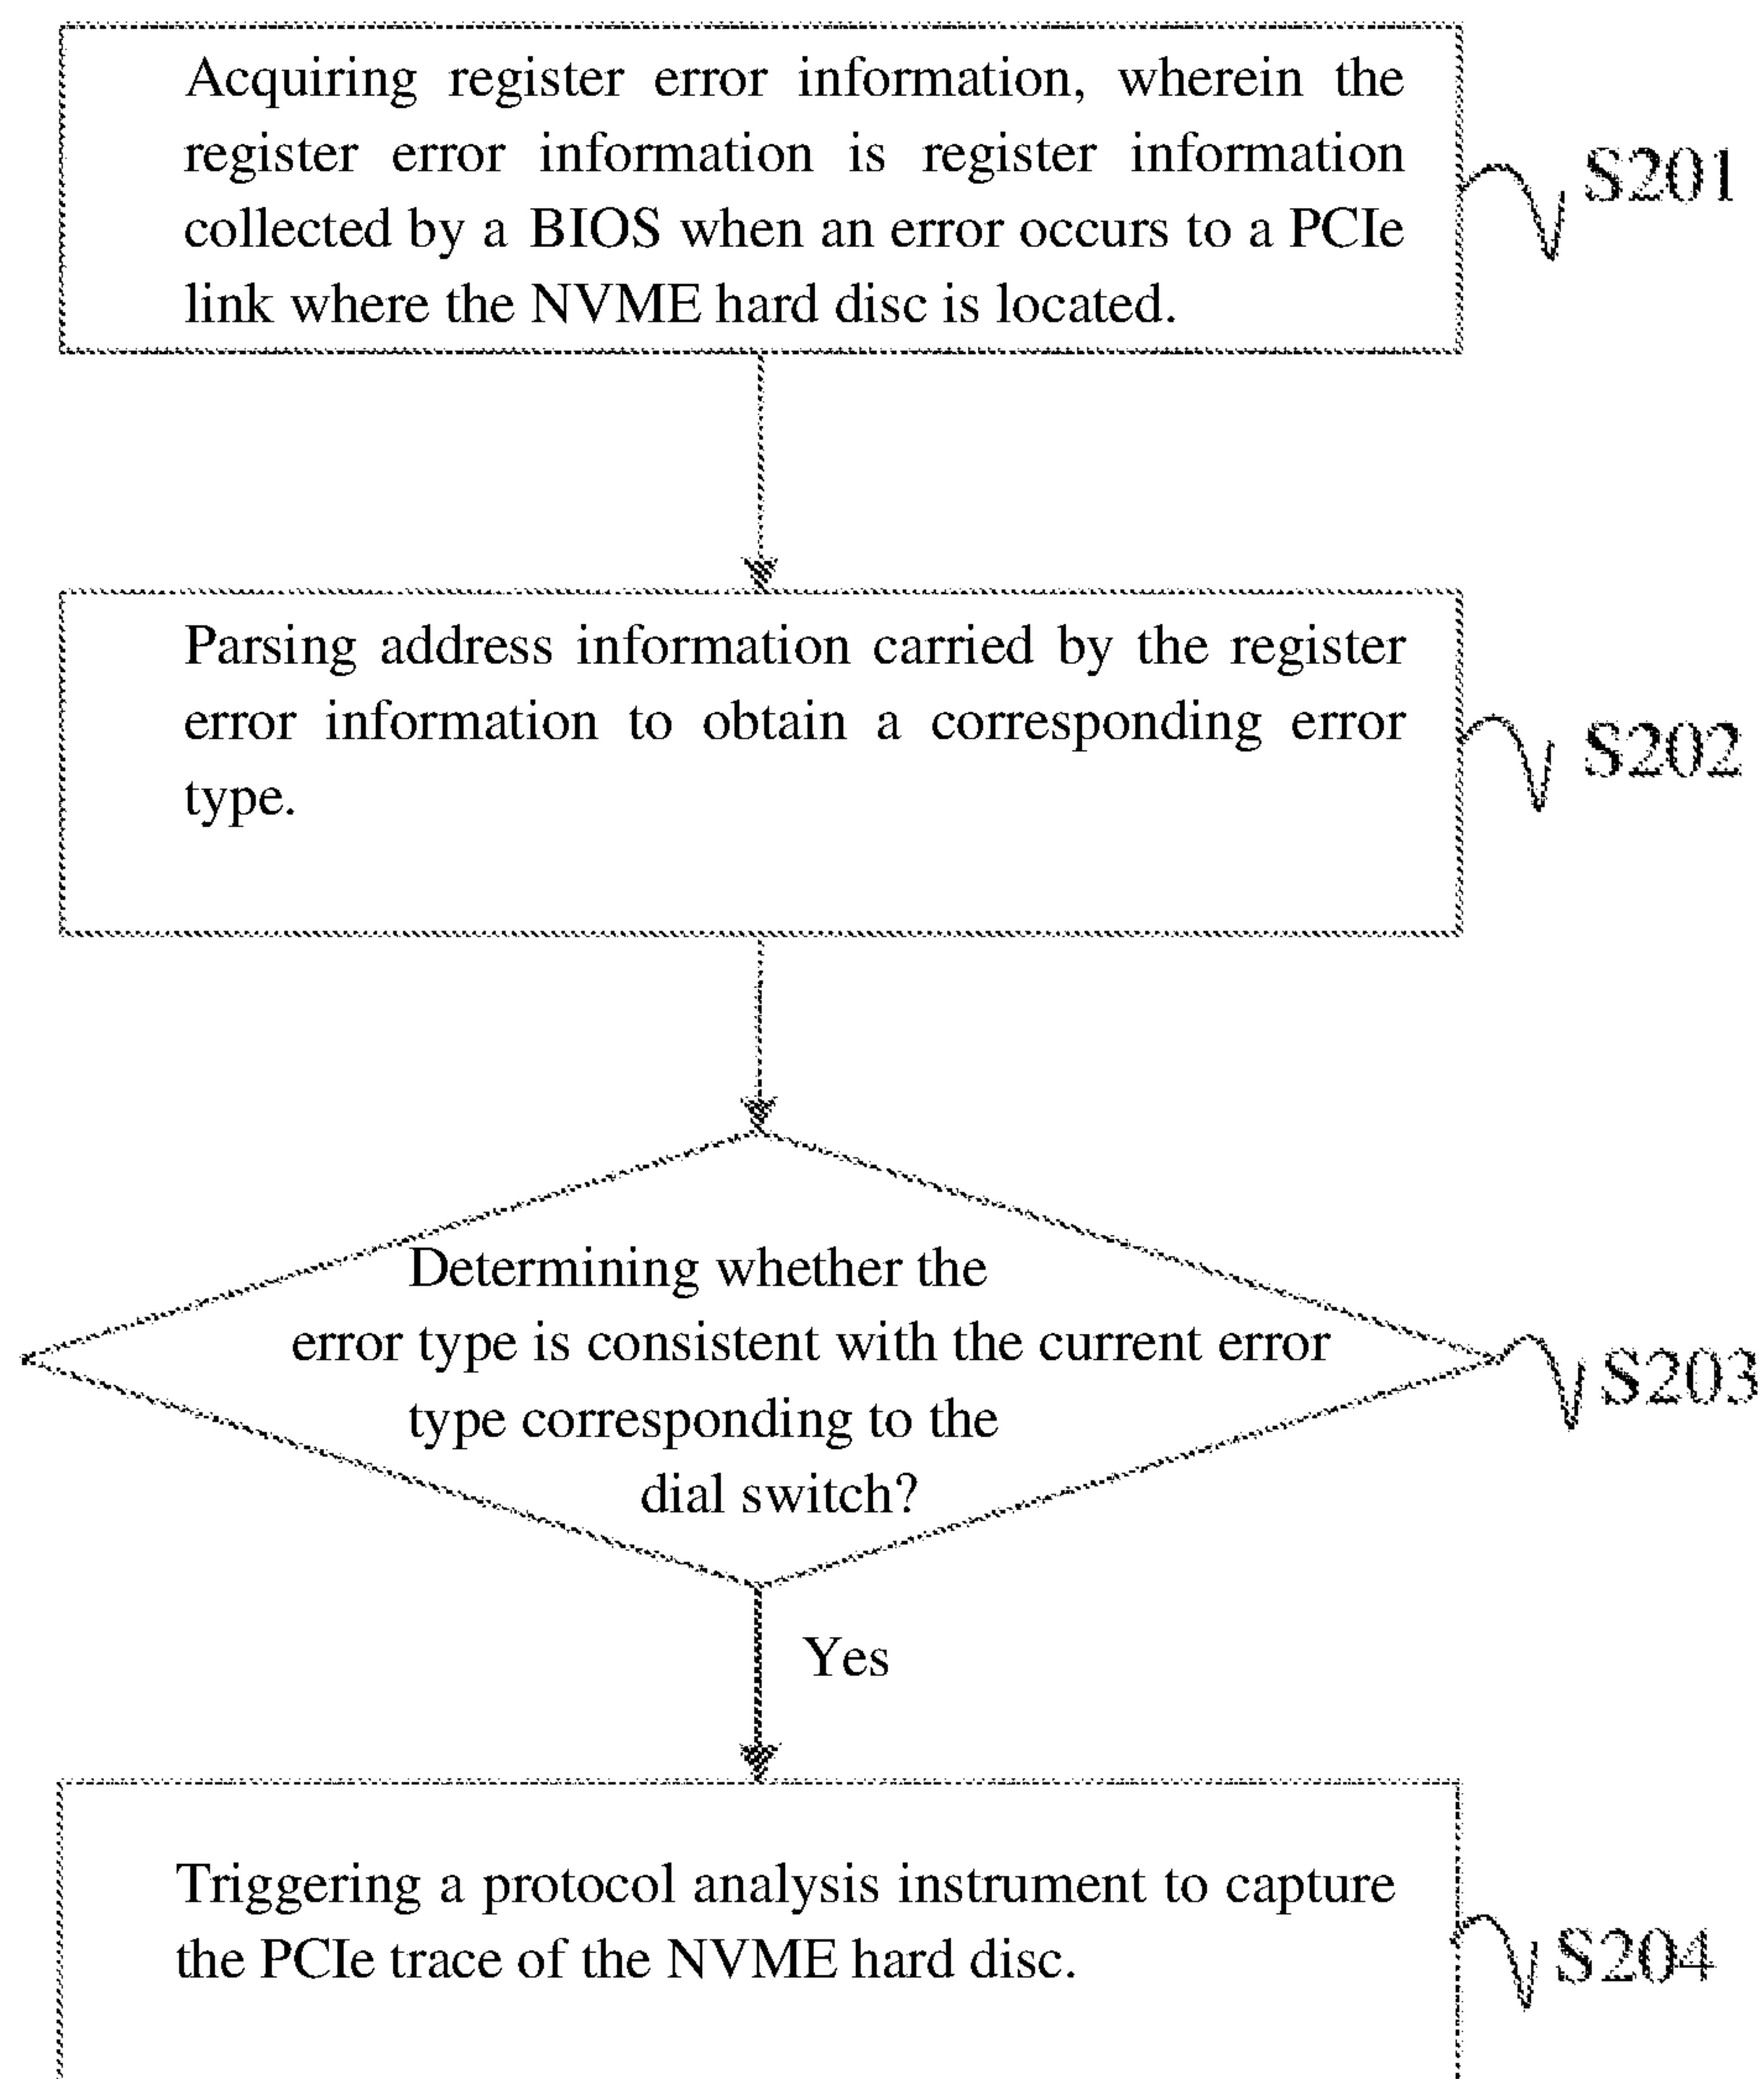 Acquiring register error information, wherein the
register error information is register information
collected by a BIOS when an error occurs to a PCIe
link where the NVME hard disc is located.
S201
Parsing address information carried by the register
error information to obtain a corresponding error
type.
S202
Determining whether the
error type is consistent with the current error
type corresponding to the
dial switch?
S203
Yes
Triggering a protocol analysis instrument to capture
the PCIe trace of the NVME hard disc.
S204